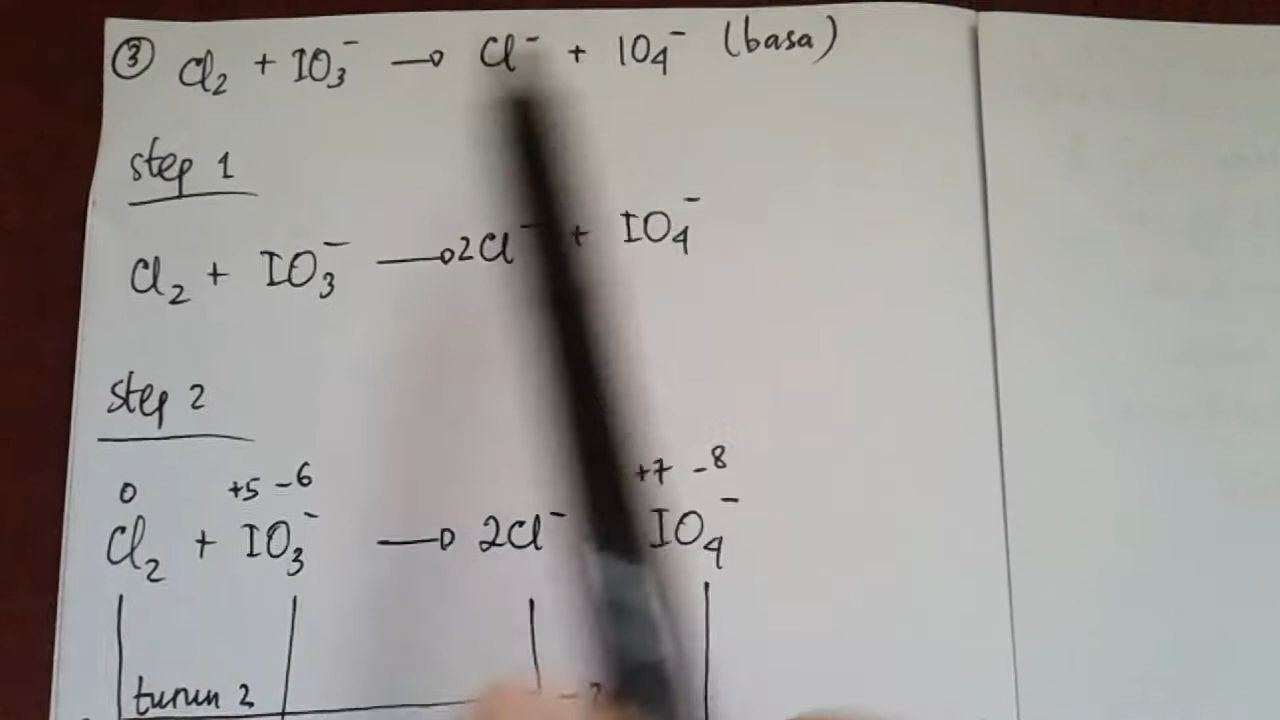 ③ Cl₂ + IO₃⁻ → Cl⁻ + IO₄⁻ (basa)
step 1
Cl₂ + IO₃⁻ → 2Cl⁻ + IO₄⁻
step 2
0 +5 -6 +7 -8
Cl₂ + IO₃⁻ → 2Cl⁻ IO₄⁻
turun 2